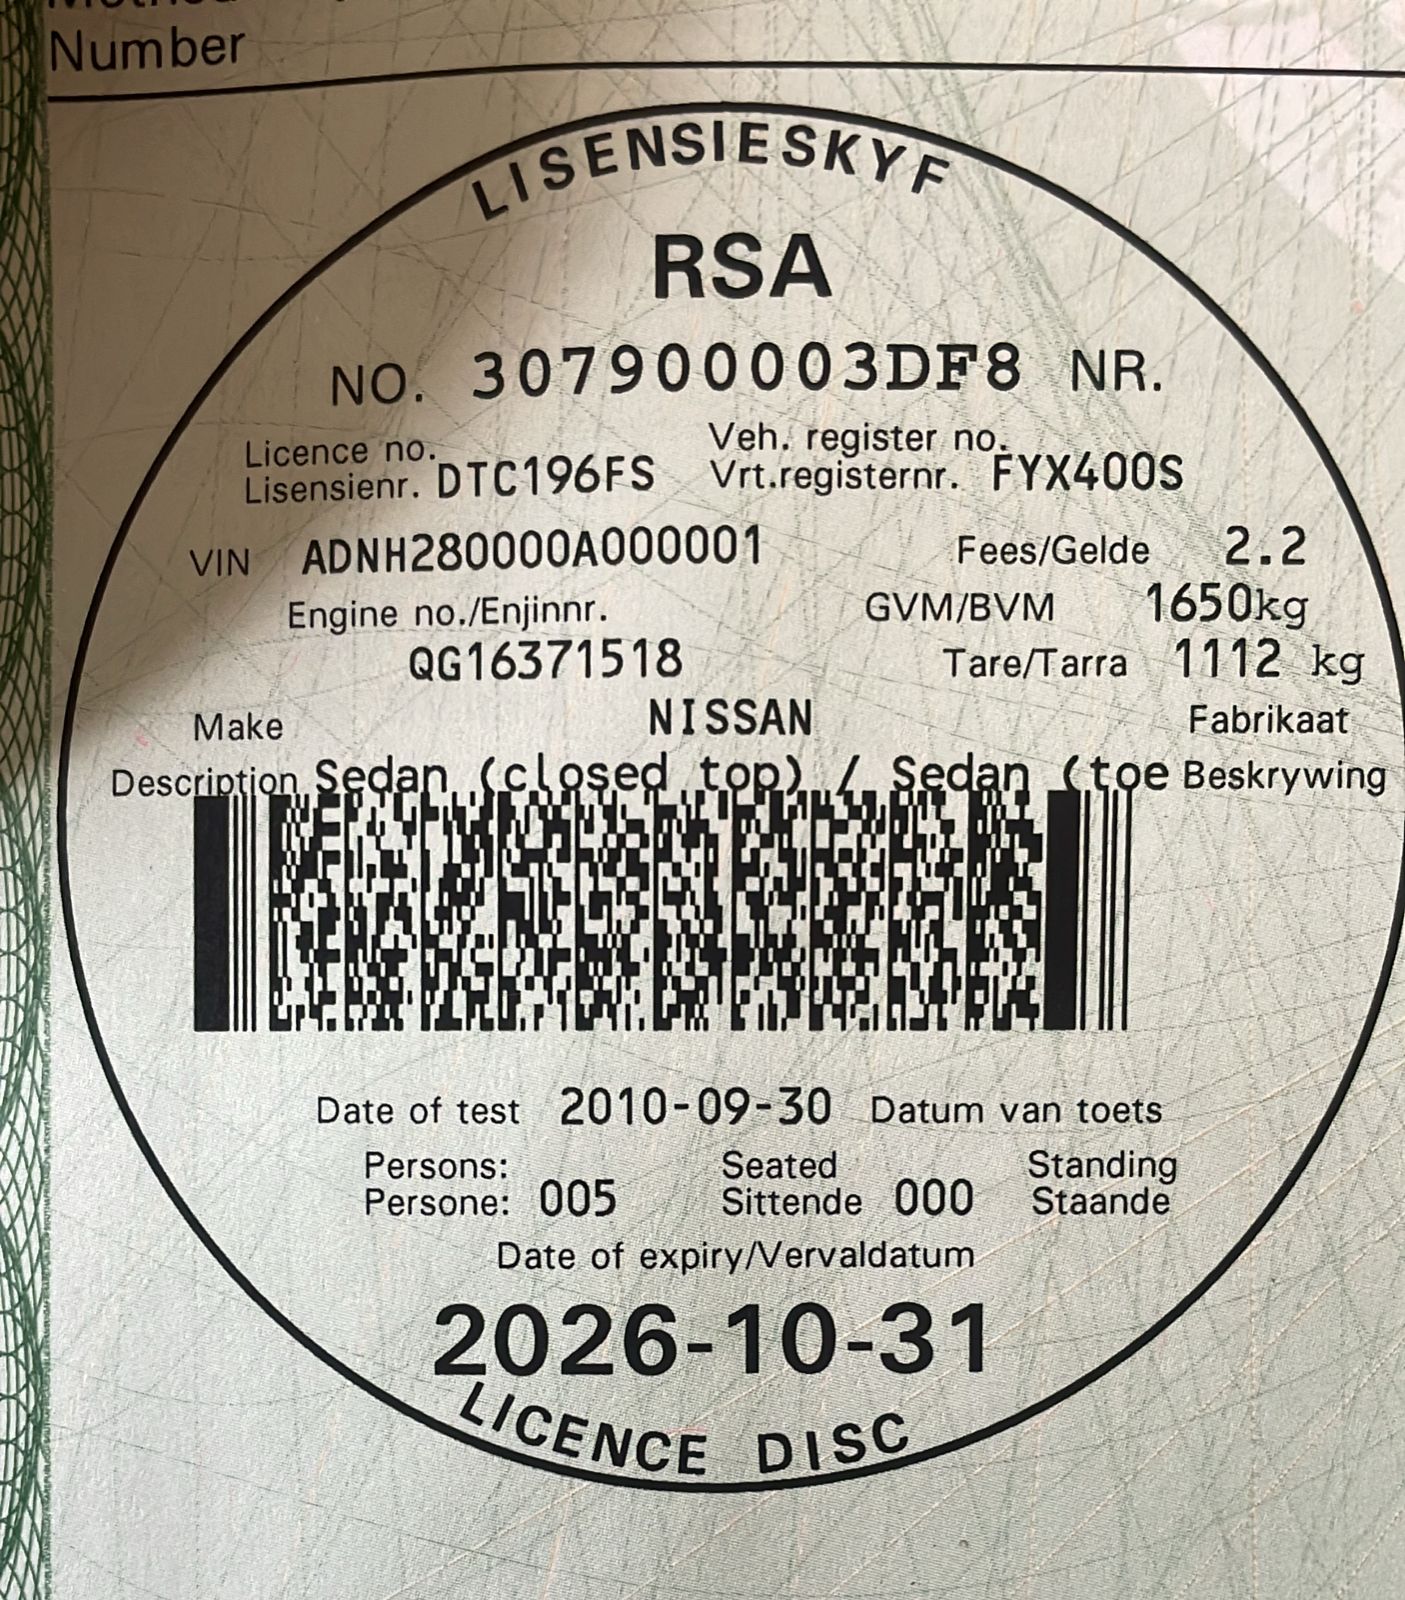 Method
Number
LISENSIESKYF
RSA
NO. 307900003DF8 NR.
Licence no. Veh. register no.
Lisensienr. DTC196FS Vrt.registernr. FYX400S
VIN ADNH280000A000001 Fees/Gelde 2.2
Engine no./Enjinnr. GVM/BVM 1650kg
QG16371518 Tare/Tarra 1112 kg
Make NISSAN Fabrikaat
Description Sedan (closed top) / Sedan (toe Beskrywing
Date of test 2010-09-30 Datum van toets
Persons: Seated Standing
Persone: 005 Sittende 000 Staande
Date of expiry/Vervaldatum
2026-10-31
LICENCE DISC